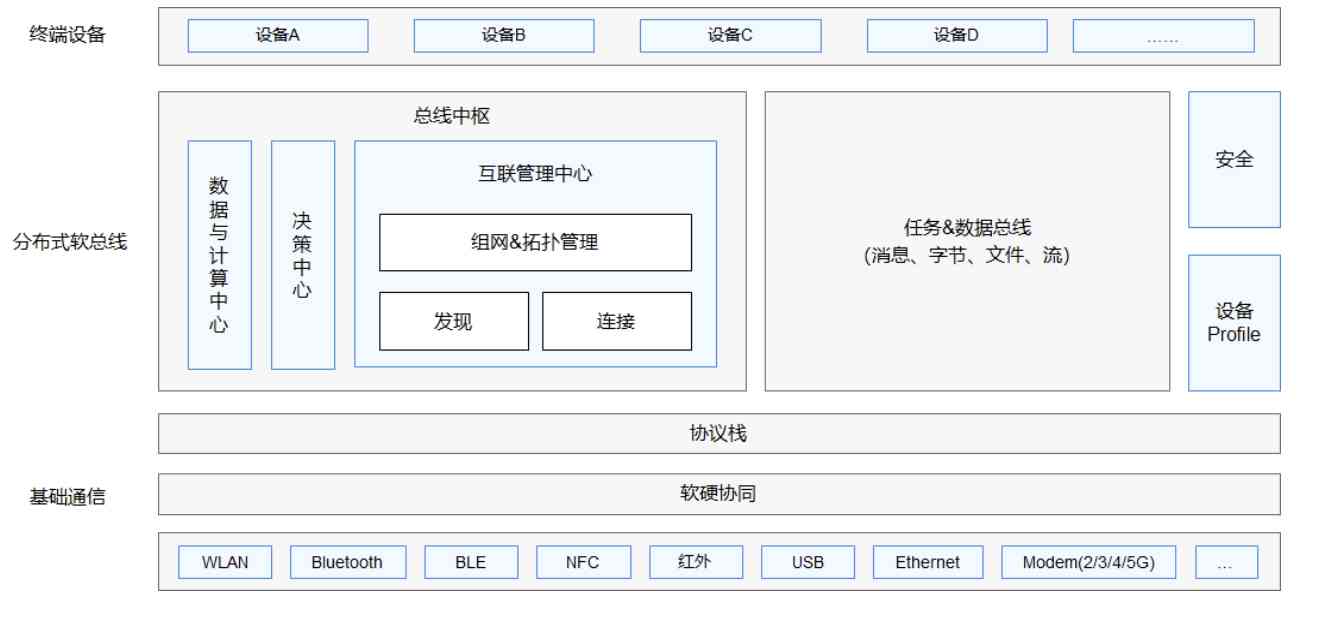 终端设备
设备A
设备B
设备C
设备D
……
分布式软总线
总线中枢
数据与计算中心
决策中心
互联管理中心
组网&拓扑管理
发现
连接
任务&数据总线
(消息、字节、文件、流)
安全
设备
Profile
基础通信
协议栈
软硬协同
WLAN
Bluetooth
BLE
NFC
红外
USB
Ethernet
Modem(2/3/4/5G)
...